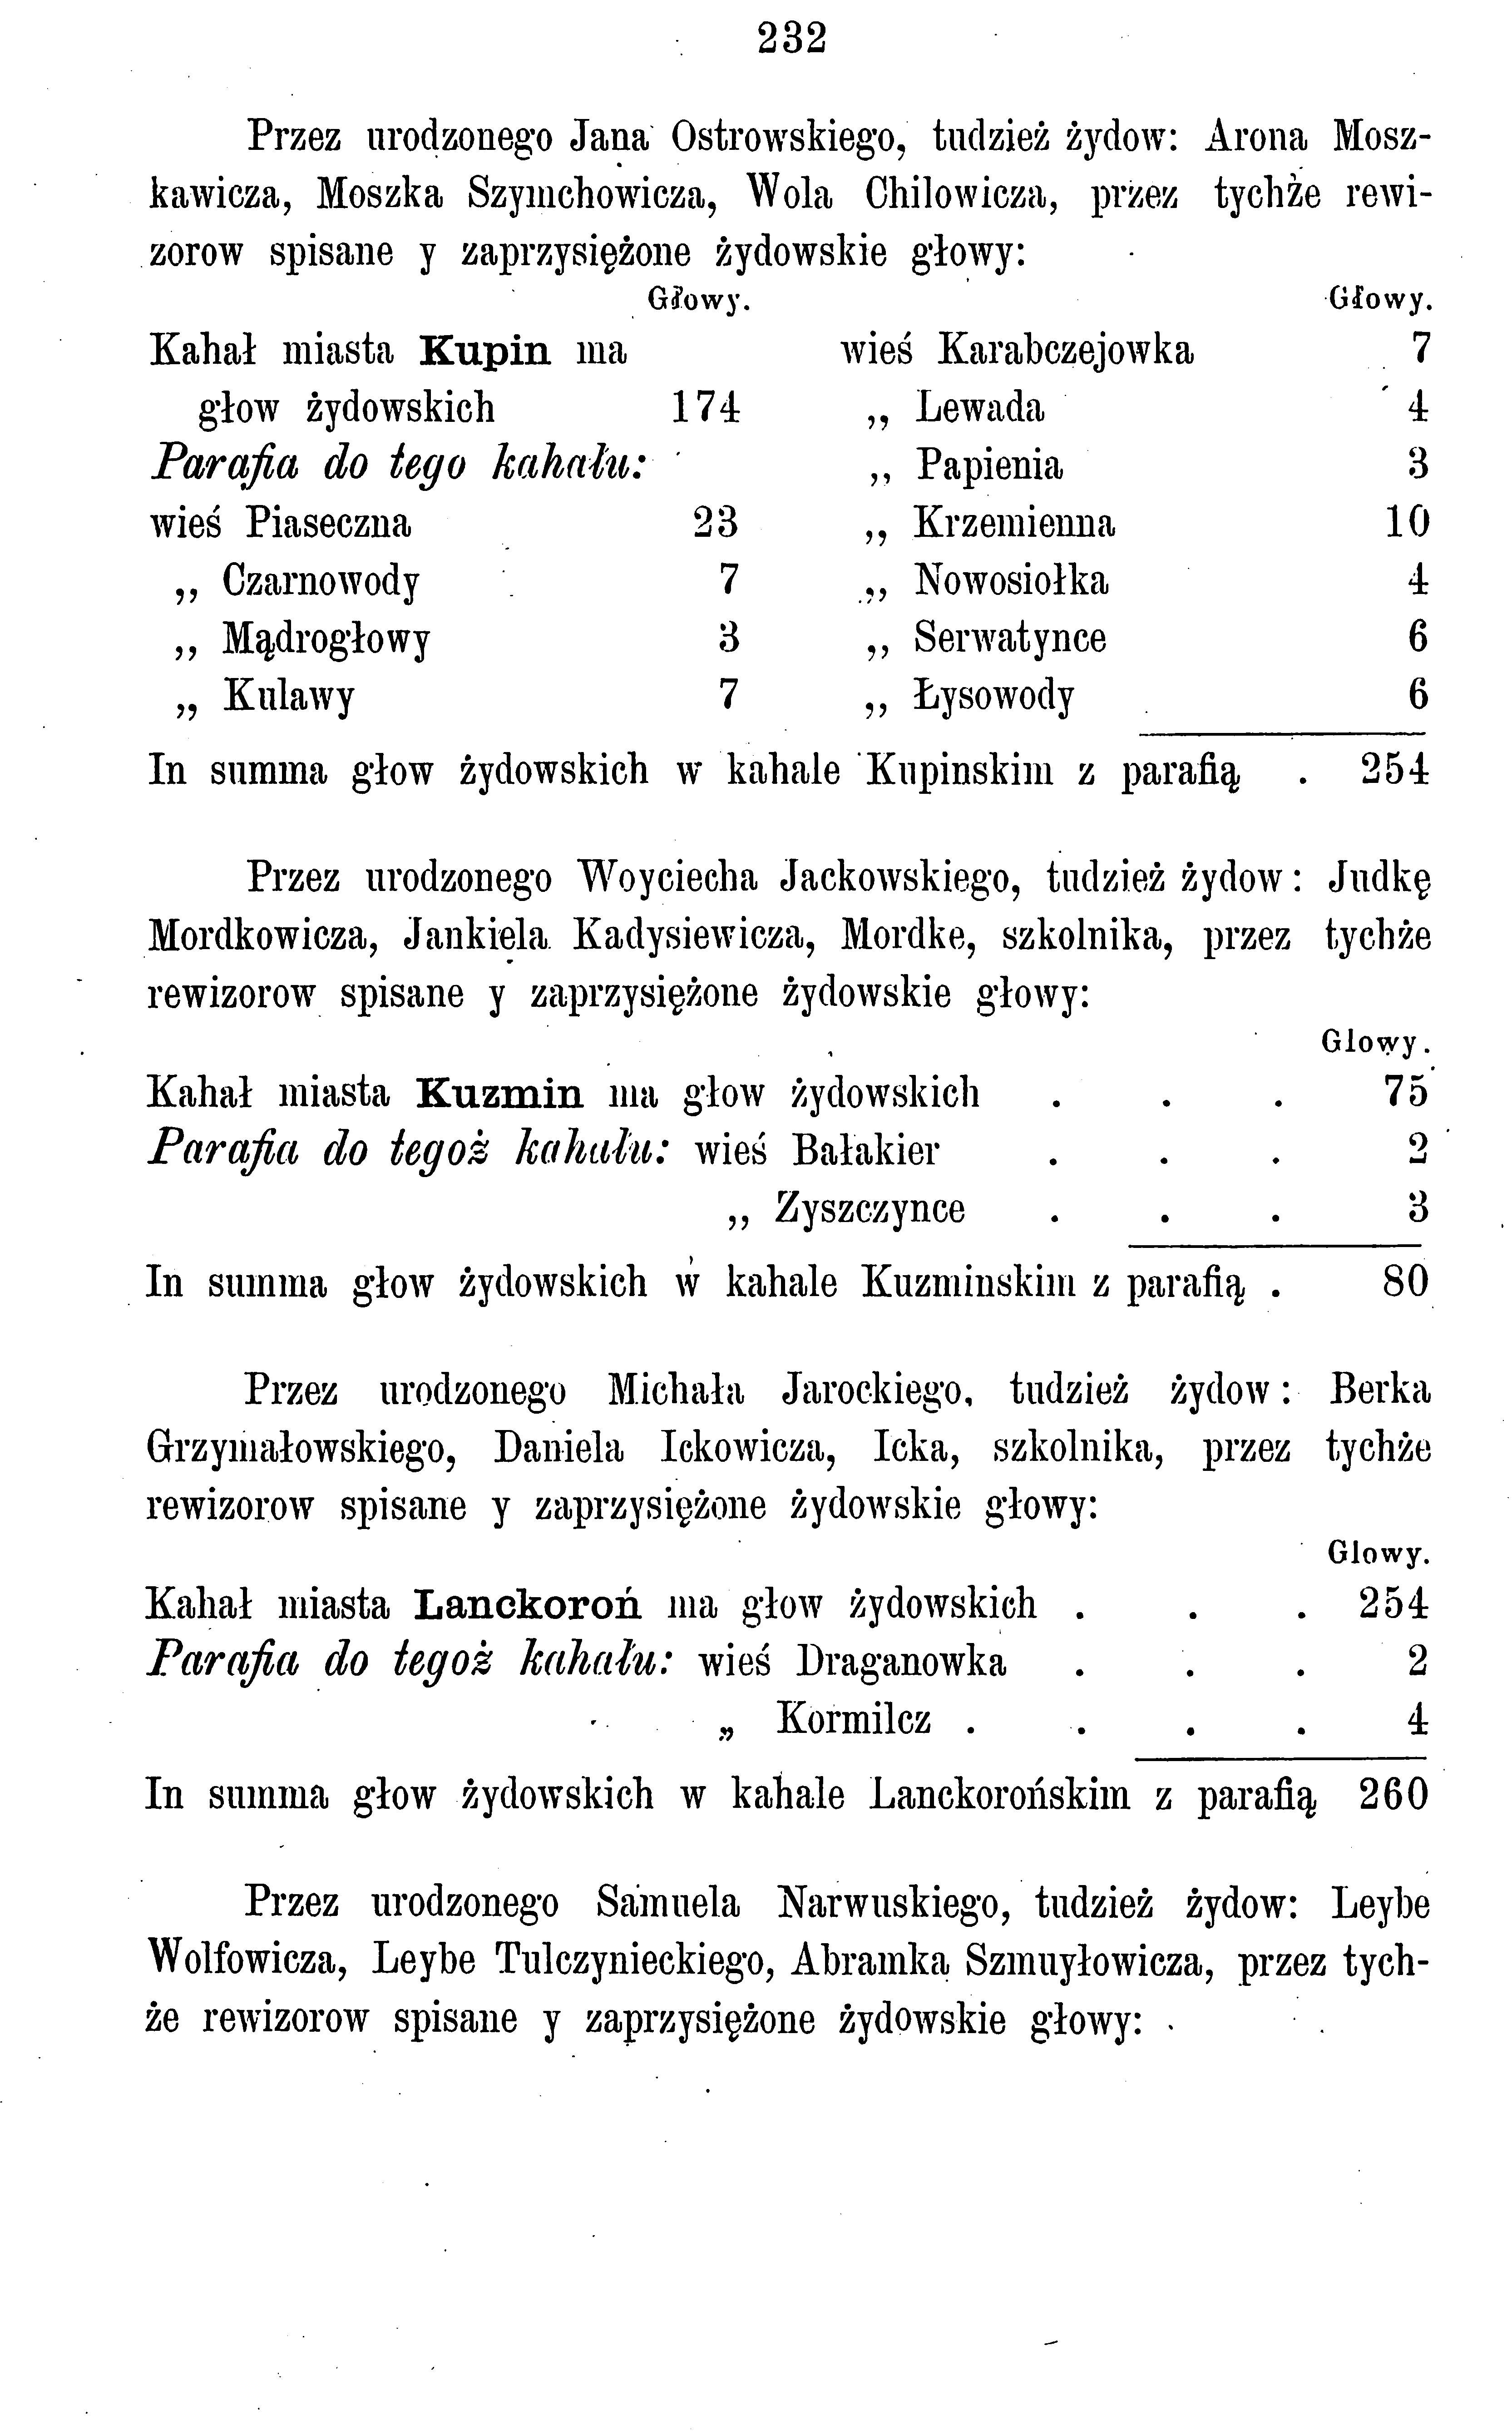 232
Przez urodzonego Jana Ostrowskiego, tudzież żydow: Arona Mosz-
kawicza, Moszka Szymchowicza, Wola Chilowicza, przez tychże rewi-
zorow spisane y zaprzysiężone żydowskie głowy:
Głowy.
Kahał miasta Kupin ma
głow żydowskich 174
Parafia do tego kahału:
wieś Piaseczna 23
,, Czarnowody 7
,, Mądrogłowy 3
,, Kulawy 7
Głowy.
wieś Karabczejowka 7
,, Lewada 4
,, Papienia 3
,, Krzemienna 10
,, Nowosiołka 4
,, Serwatynce 6
,, Łysowody 6
In summa głow żydowskich w kahale Kupinskim z parafią . 254
Przez urodzonego Woyciecha Jackowskiego, tudzież żydow: Judkę
Mordkowicza, Jankiela Kadysiewicza, Mordke, szkolnika, przez tychże
rewizorow spisane y zaprzysiężone żydowskie głowy:
Glowy.
Kahał miasta Kuzmin ma głow żydowskich . . . 75
Parafia do tegoż kahału: wieś Bałakier . . . 2
,, Zyszczynce . . . 3
In summa głow żydowskich w kahale Kuzminskim z parafią . 80
Przez urodzonego Michała Jarockiego, tudzież żydow: Berka
Grzymałowskiego, Daniela Ickowicza, Icka, szkolnika, przez tychże
rewizorow spisane y zaprzysiężone żydowskie głowy:
Glowy.
Kahał miasta Lanckoroń ma głow żydowskich . . . 254
Parafia do tegoż kahału: wieś Draganowka . . . 2
,, Kormilcz . . . . 4
In summa głow żydowskich w kahale Lanckorońskim z parafią 260
Przez urodzonego Samuela Narwuskiego, tudzież żydow: Leybe
Wolfowicza, Leybe Tulczynieckiego, Abramka Szmuyłowicza, przez tych-
że rewizorow spisane y zaprzysiężone żydowskie głowy: